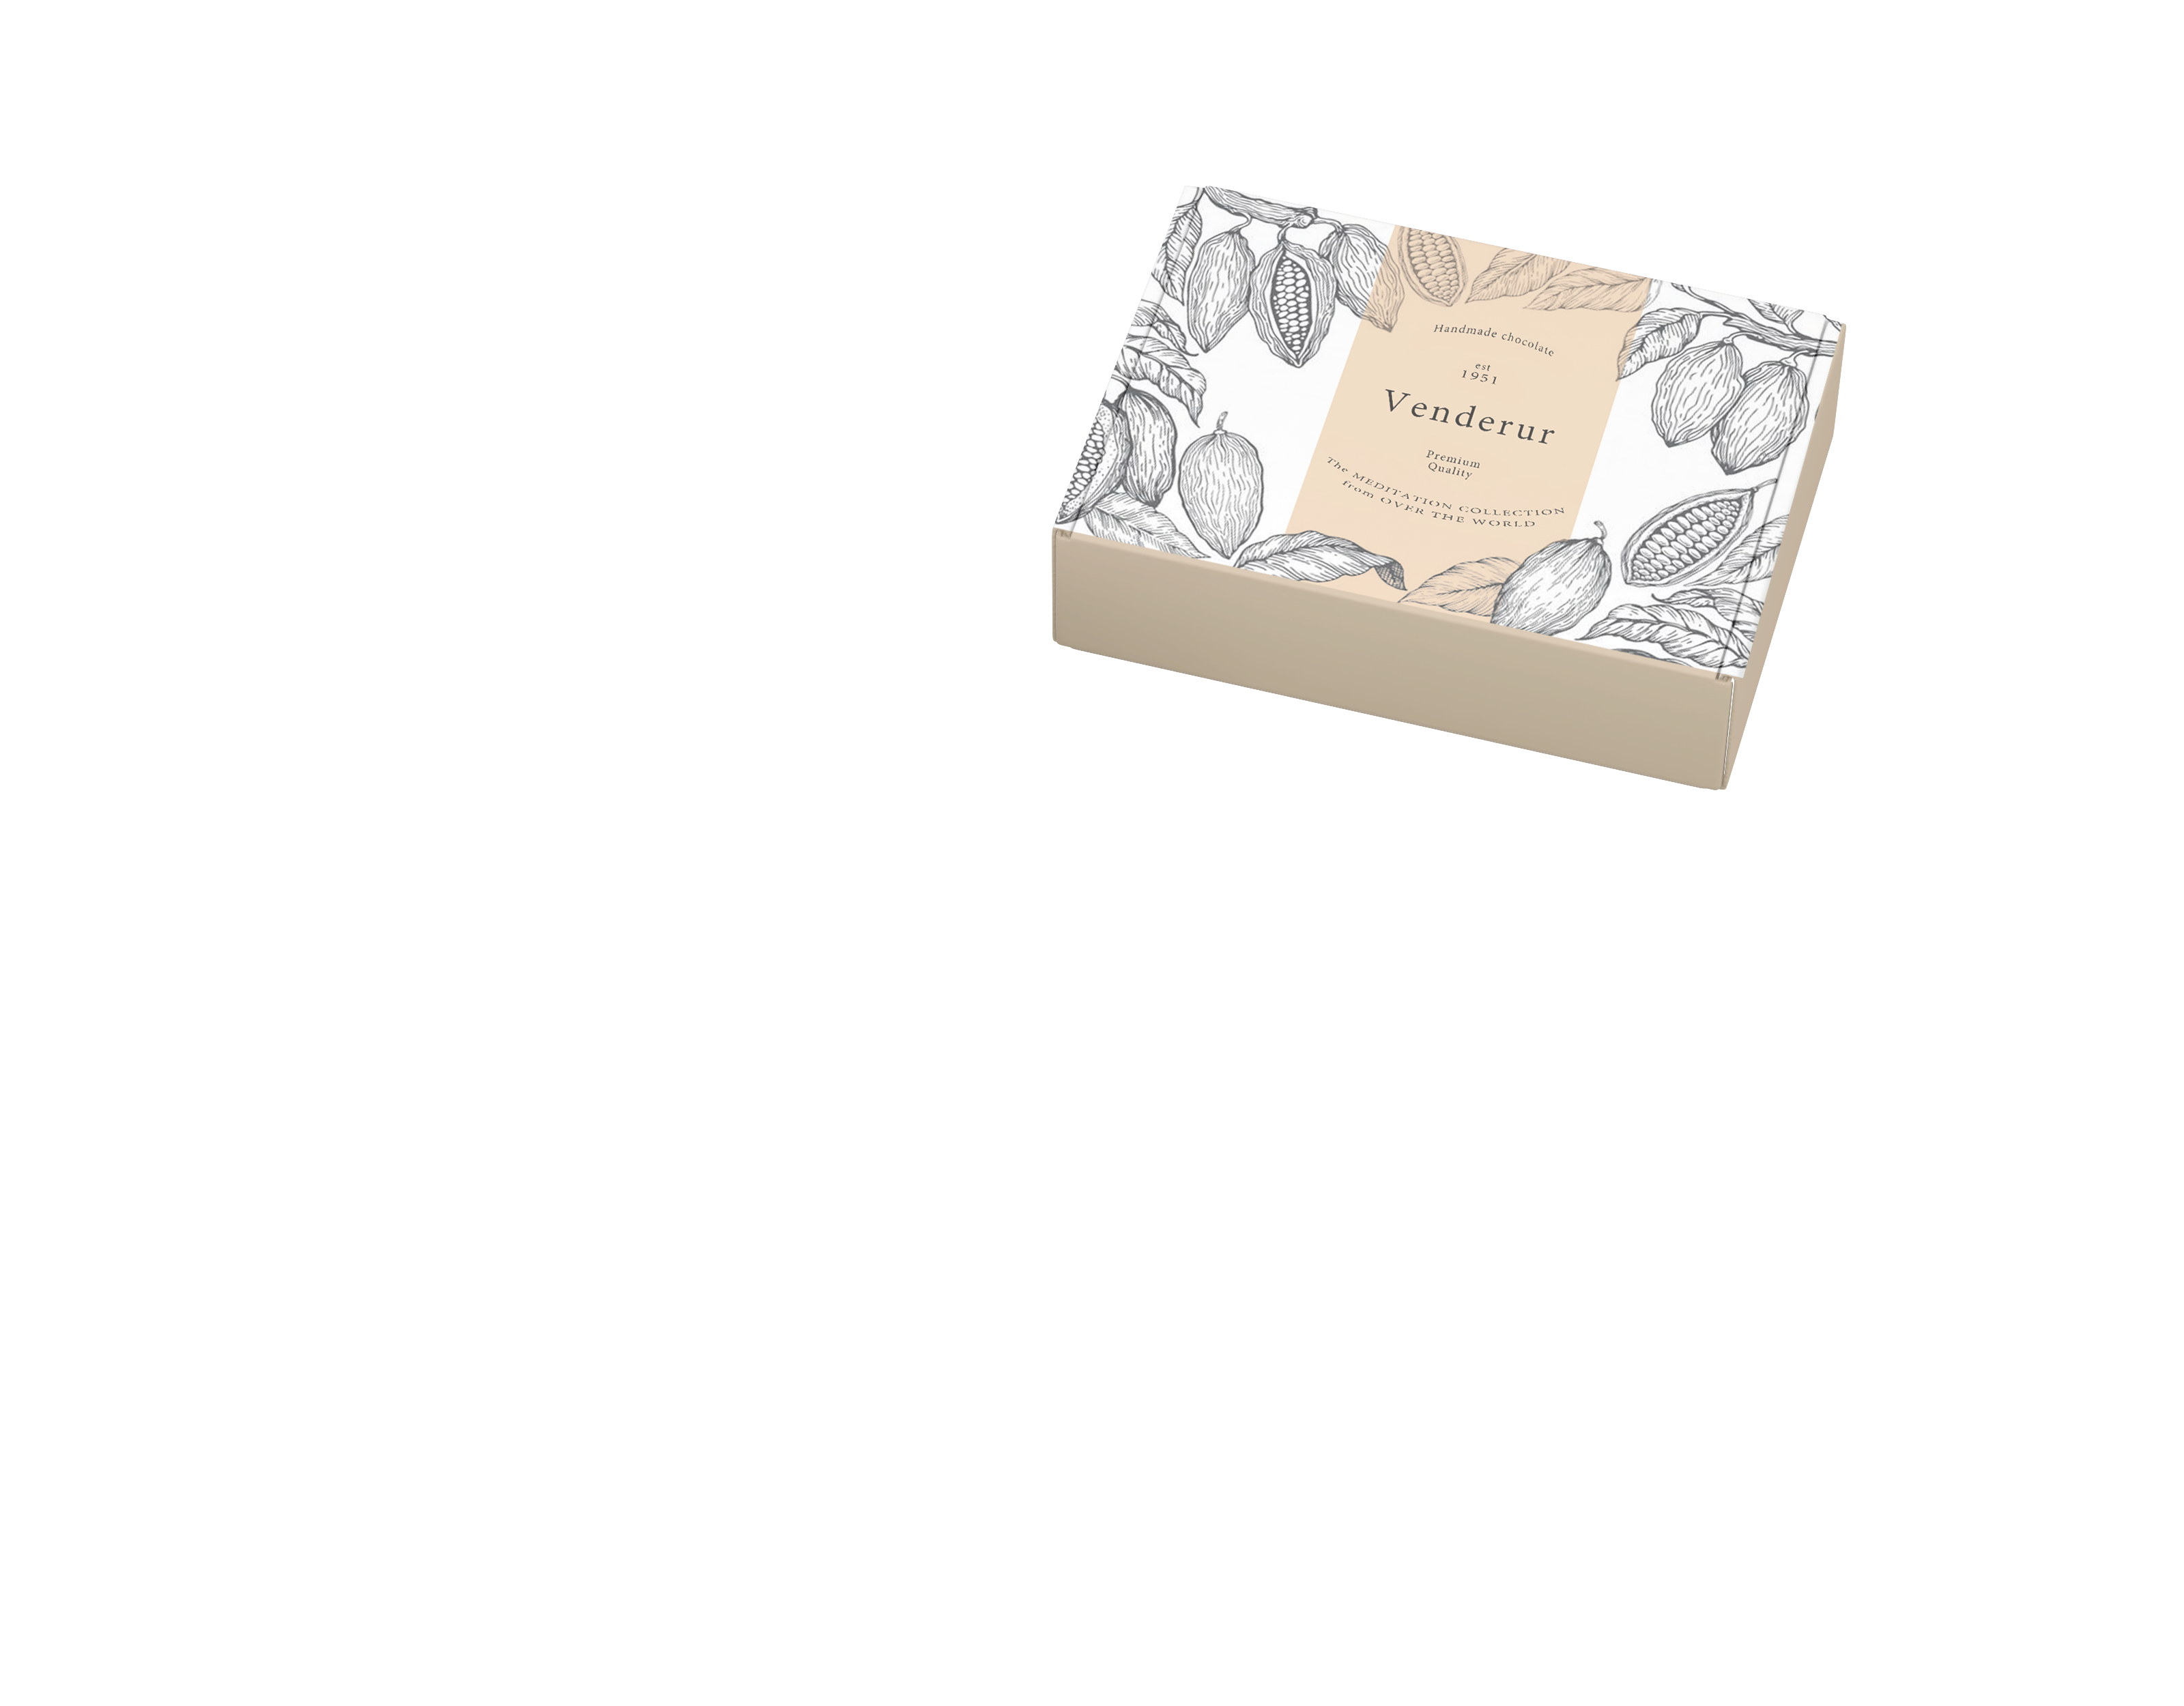 Handmade chocolate
est
1951
Venderur
Premium
Quality
The MEDITATION COLLECTION
from OVER THE WORLD